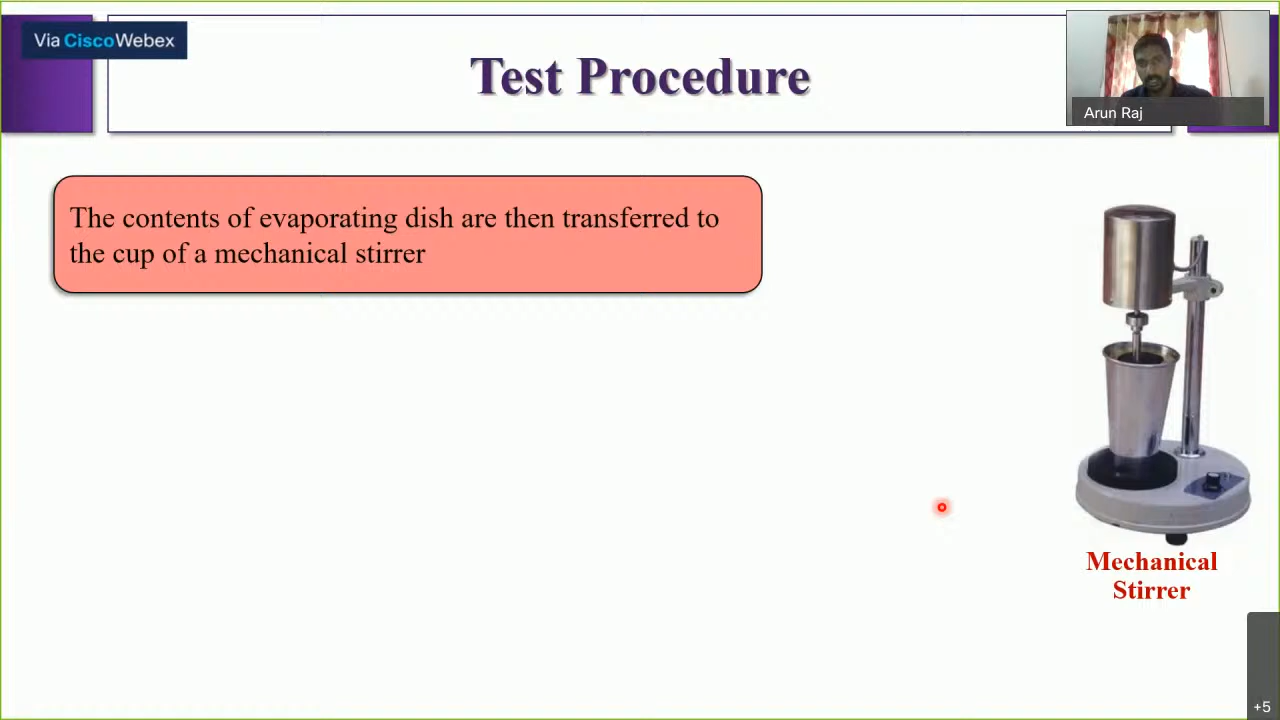 Via CiscoWebex
Test Procedure
Arun Raj
The contents of evaporating dish are then transferred to
the cup of a mechanical stirrer
Mechanical
Stirrer
+5